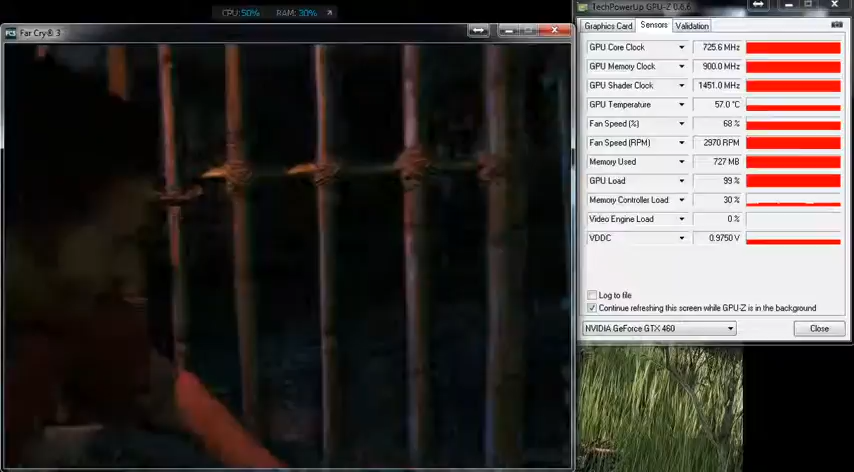 CPU: 50% RAM: 30%
TechPowerUp GPU-Z 0.6.6
FC3 Far Cry® 3
Graphics Card Sensors Validation
GPU Core Clock 725.6 MHz
GPU Memory Clock 900.0 MHz
GPU Shader Clock 1451.0 MHz
GPU Temperature 57.0 °C
Fan Speed (%) 68 %
Fan Speed (RPM) 2970 RPM
Memory Used 727 MB
GPU Load 99 %
Memory Controller Load 30 %
Video Engine Load 0 %
VDDC 0.9750 V
Log to file
Continue refreshing this screen while GPU-Z is in the background
NVIDIA GeForce GTX 460 Close